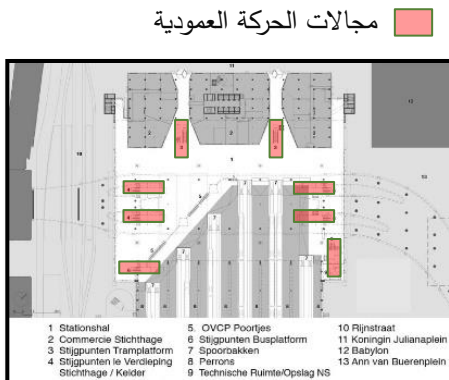 مجالات الحركة العمودية
1 Stationshal
2 Commercie Stichthage
3 Stijgpunten Tramplatform
4 Stijgpunten le Verdieping
Stichthage / Kelder
5. OVCP Poortjes
6 Stijgpunten Busplatform
7 Spoorbakken
8 Perrons
9 Technische Ruimte/Opslag NS
10 Rijnstraat
11 Koningin Julianaplein
12 Babylon
13 Ann van Buerenplein